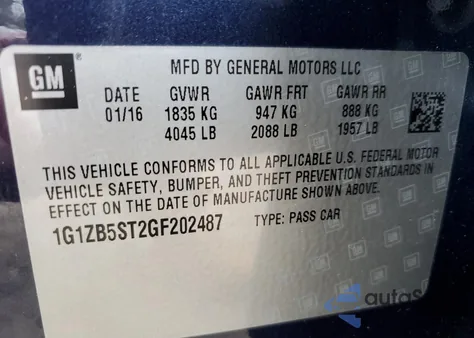 GM
MFD BY GENERAL MOTORS LLC
DATE GVWR GAWR FRT GAWR RR
01/16 1835 KG 947 KG 888 KG
4045 LB 2088 LB 1957 LB
THIS VEHICLE CONFORMS TO ALL APPLICABLE U.S. FEDERAL MOTOR
VEHICLE SAFETY, BUMPER, AND THEFT PREVENTION STANDARDS IN
EFFECT ON THE DATE OF MANUFACTURE SHOWN ABOVE.
1G1ZB5ST2GF202487 TYPE: PASS CAR